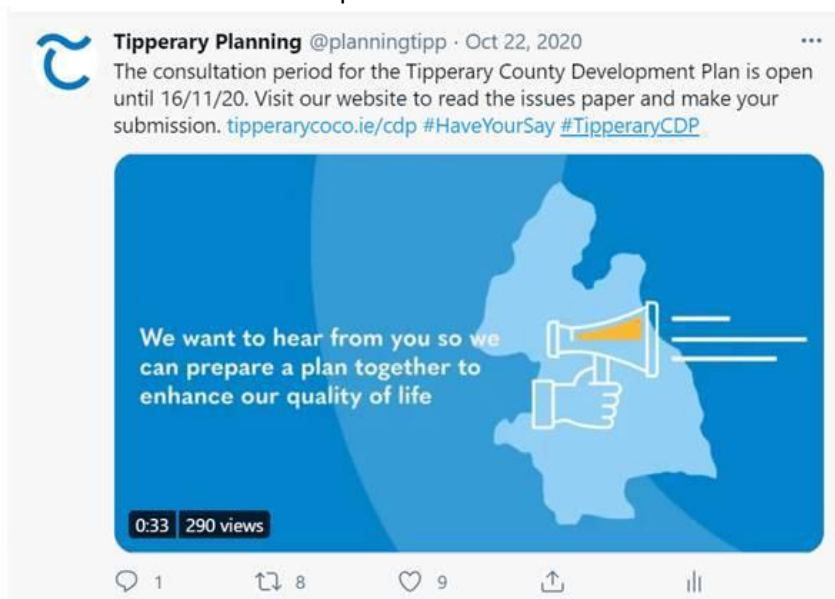 Tipperary Planning @planningtipp · Oct 22, 2020
The consultation period for the Tipperary County Development Plan is open
until 16/11/20. Visit our website to read the issues paper and make your
submission. tipperarycoco.ie/cdp #HaveYourSay #TipperaryCDP
We want to hear from you so we
can prepare a plan together to
enhance our quality of life
0:33 290 views
1 8 9